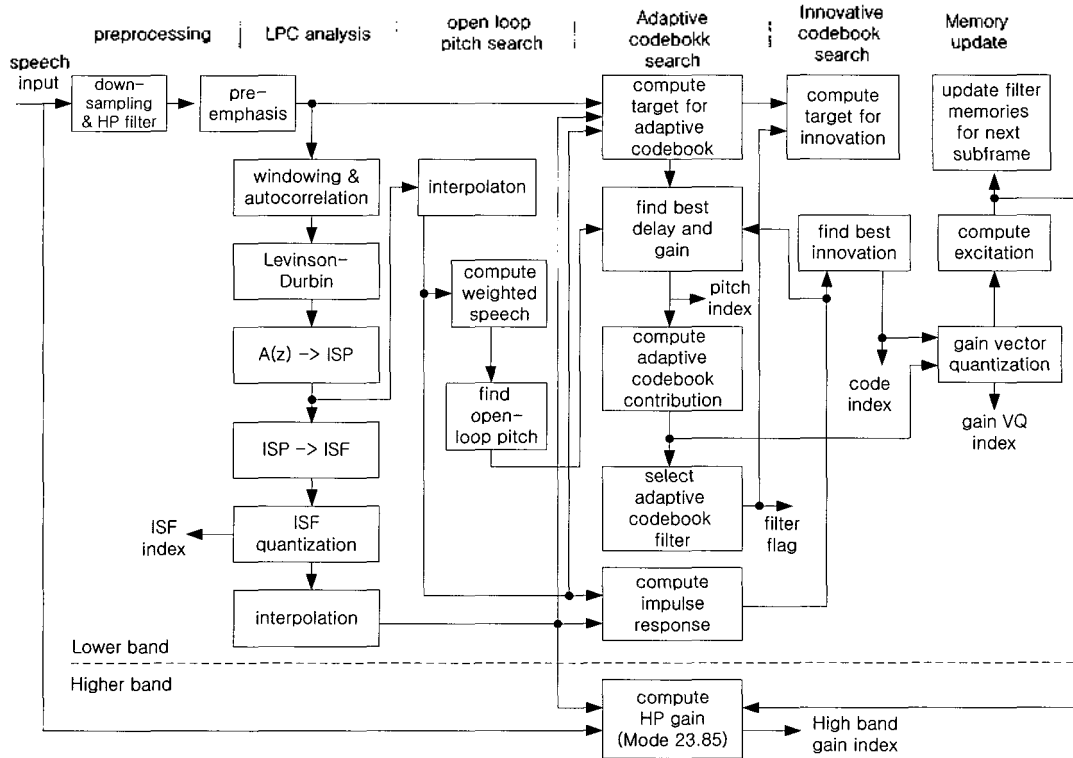 preprocessing
LPC analysis
open loop
pitch search
Adaptive
codebokk
search
Innovative
codebook
search
Memory
update
speech
input
down-
sampling
& HP filter
pre-
emphasis
windowing &
autocorrelation
Levinson-
Durbin
A(z) -> ISP
ISP -> ISF
ISF
quantization
ISF
index
interpolation
interpolaton
compute
weighted
speech
find
open-
loop pitch
compute
target for
adaptive
codebook
find best
delay and
gain
pitch
index
compute
adaptive
codebook
contribution
select
adaptive
codebook
filter
filter
flag
compute
impulse
response
compute
target for
innovation
find best
innovation
code
index
update filter
memories
for next
subframe
compute
excitation
gain vector
quantization
gain VQ
index
Lower band
Higher band
compute
HP gain
(Mode 23.85)
High band
gain index